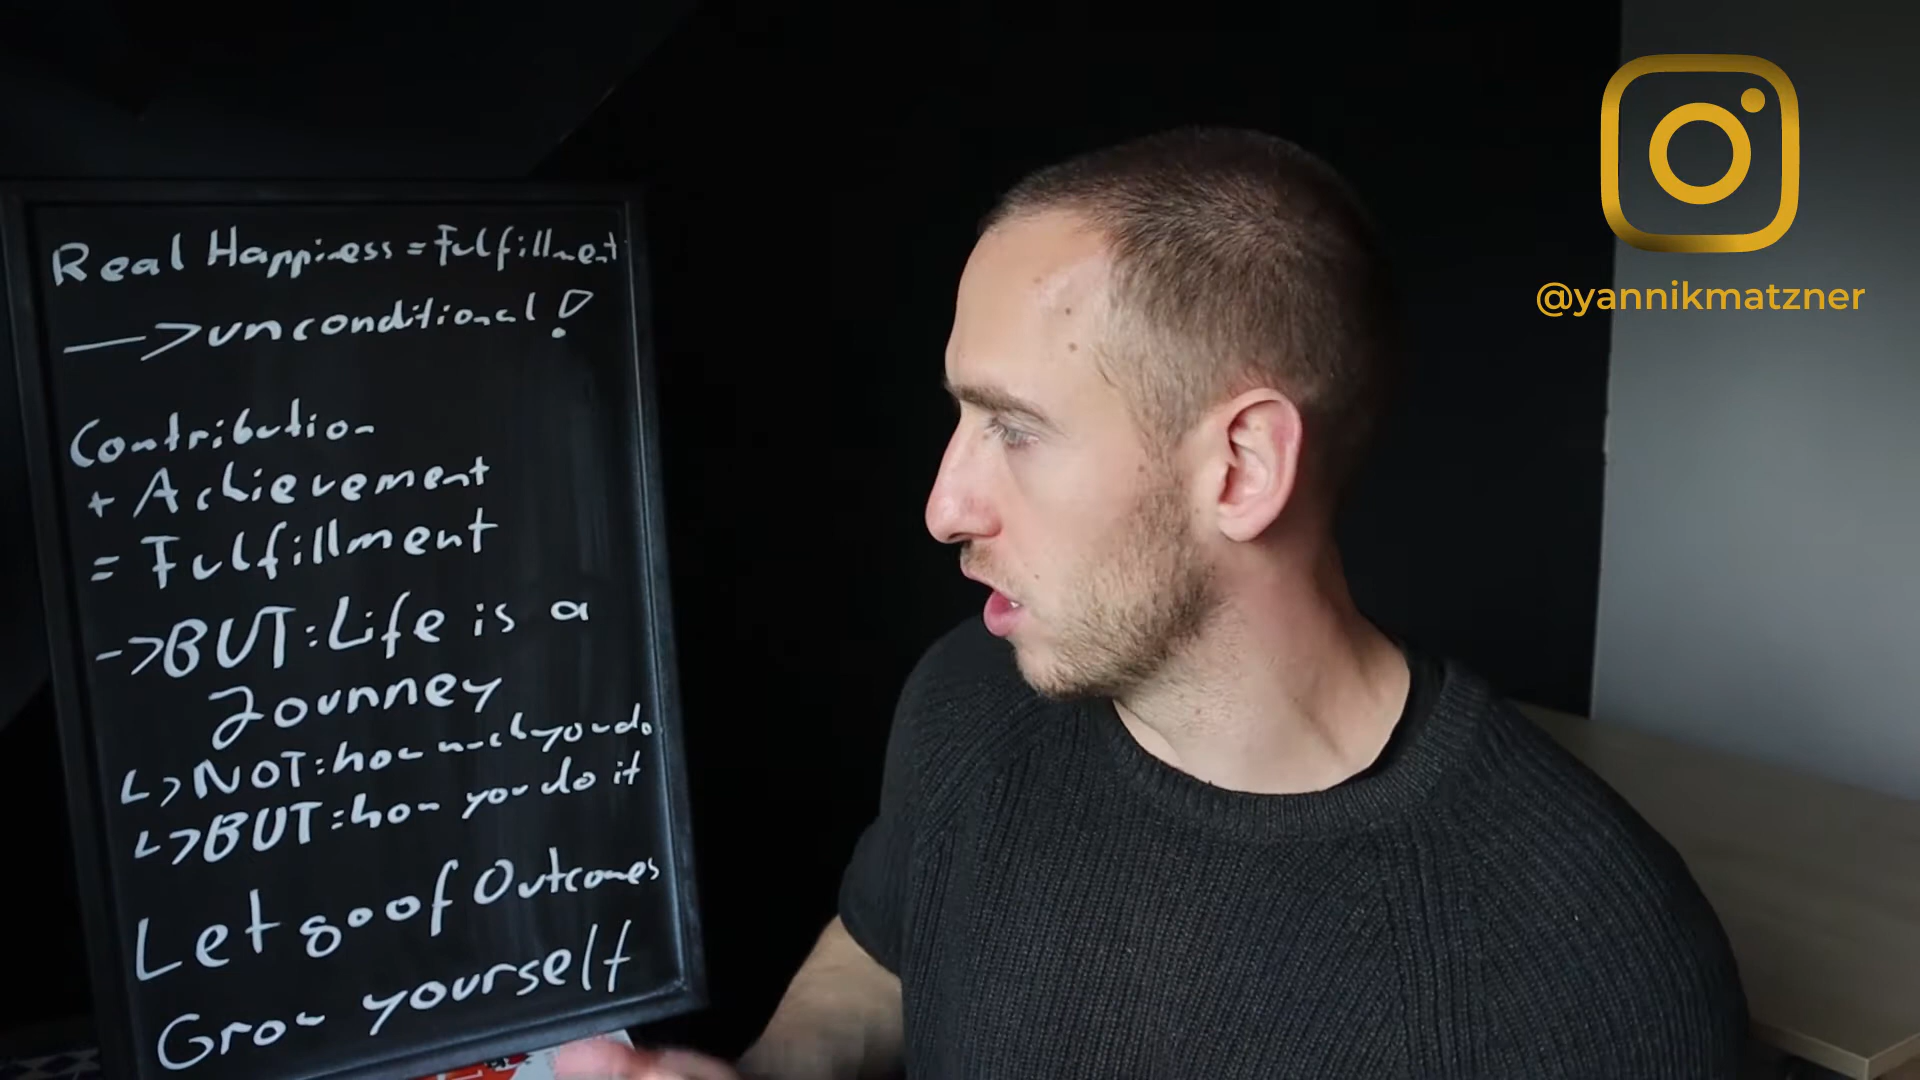 Real Happiness = Fulfillment
—>unconditional!
Contribution
+ Achievement
= Fulfillment
->BUT: Life is a
Journey
↳>NOT: how much you do
↳>BUT: how you do it
Let go of Outcomes
Grow yourself
@yannikmatzner